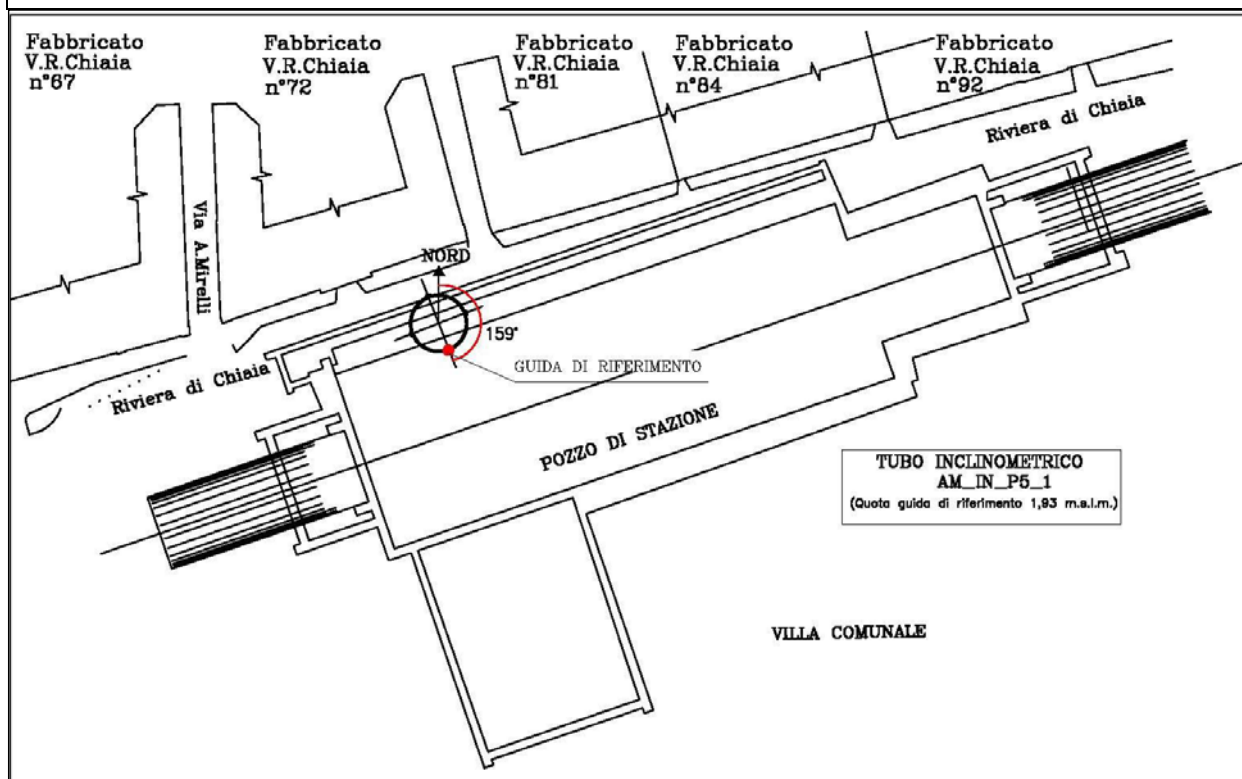 Fabbricato
V.R.Chiaia
n°67
Fabbricato
V.R.Chiaia
n°72
Fabbricato
V.R.Chiaia
n°81
Fabbricato
V.R.Chiaia
n°84
Fabbricato
V.R.Chiaia
n°92
Riviera di Chiaia
Via A.Mirelli
NORD
159°
GUIDA DI RIFERIMENTO
Riviera di Chiaia
POZZO DI STAZIONE
TUBO INCLINOMETRICO
AM_IN_P5_1
(Quota guida di riferimento 1,93 m.s.l.m.)
VILLA COMUNALE